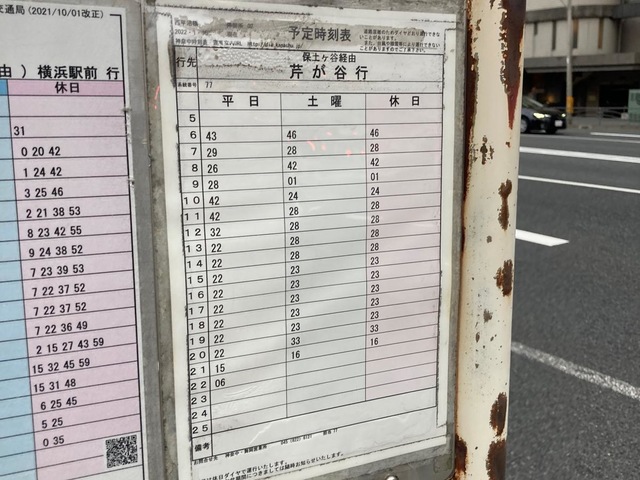 交通局 (2021/10/01改正)
由 ) 横浜駅前 行
休日
31
0 20 42
1 24 42
3 25 46
2 21 38 53
8 23 42 55
9 24 38 52
7 23 39 53
7 22 37 52
7 22 37 52
7 22 36 49
2 15 27 43 59
15 32 45 59
15 31 48
6 25 45
5 25
0 35
予定時刻表
行先 保土ヶ谷経由
芹が谷行
系統番号 77
平日 土曜 休日
5
6 43 46 46
7 29 28 28
8 26 42 42
9 28 01 01
10 42 24 24
11 42 28 28
12 32 28 28
13 22 28 28
14 22 23 23
15 22 23 23
16 22 23 23
17 22 23 23
18 22 23 23
19 22 33 33
20 22 16 16
21 15
22 06
23
24
25
備考